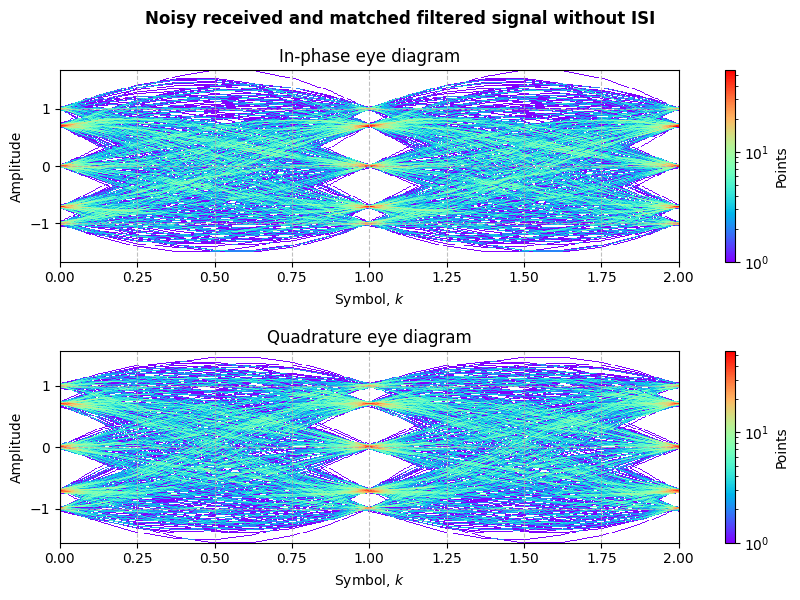 Noisy received and matched filtered signal without ISI
In-phase eye diagram
Amplitude
1
0
−1
0.00 0.25 0.50 0.75 1.00 1.25 1.50 1.75 2.00
Symbol, k
10¹
10⁰
Points
Quadrature eye diagram
Amplitude
1
0
−1
0.00 0.25 0.50 0.75 1.00 1.25 1.50 1.75 2.00
Symbol, k
10¹
10⁰
Points